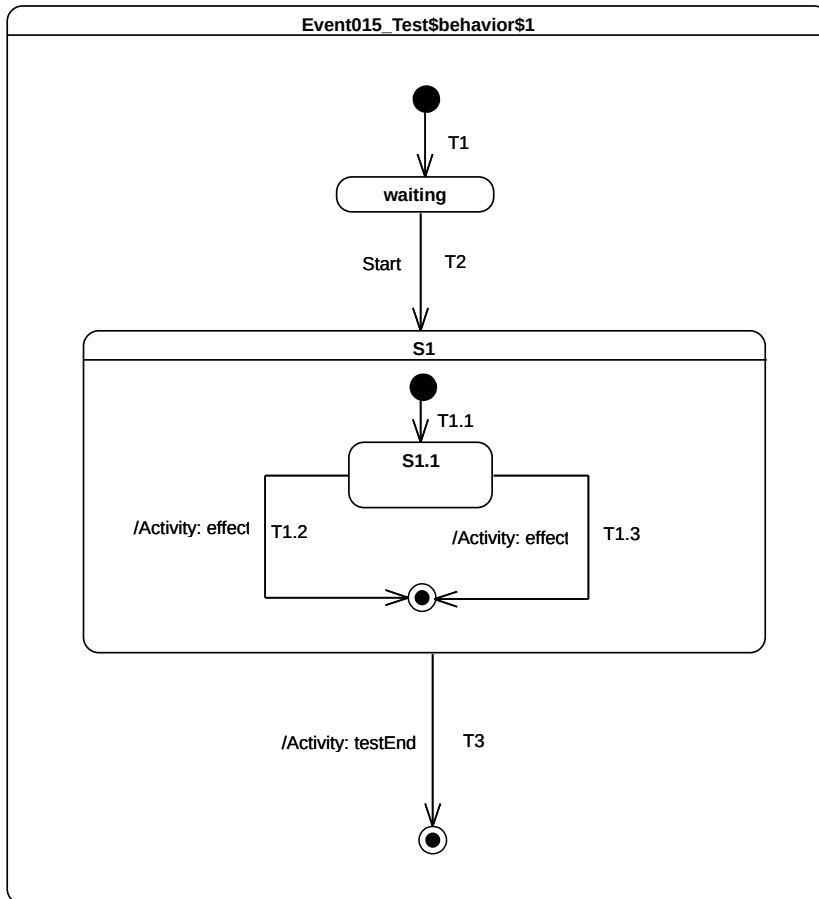 Event015_Test$behavior$1
T1
waiting
Start T2
S1
T1.1
S1.1
/Activity: effect T1.2 /Activity: effect T1.3
/Activity: testEnd T3